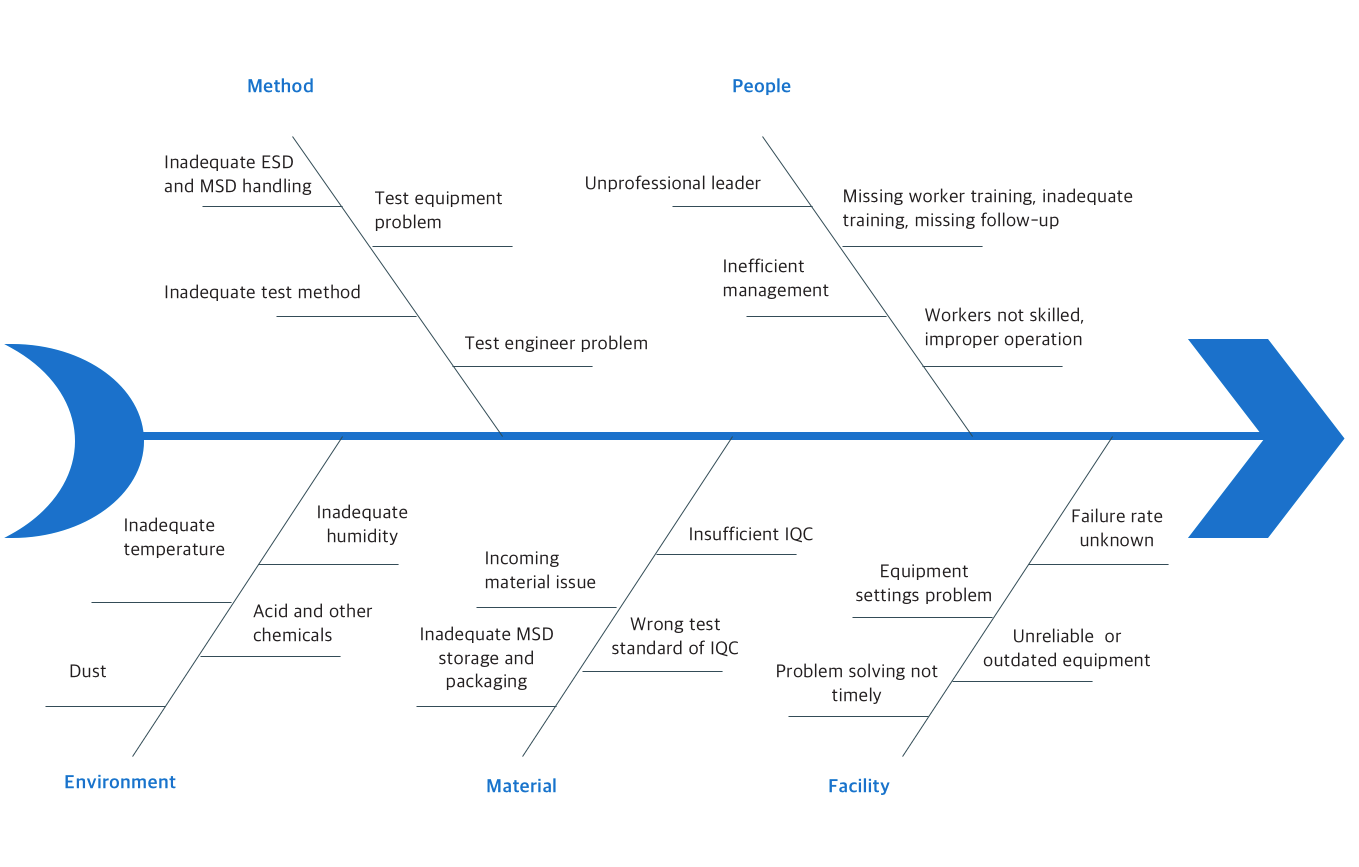 Method
People
Inadequate ESD
and MSD handling
Test equipment
problem
Inadequate test method
Test engineer problem
Unprofessional leader
Missing worker training, inadequate
training, missing follow-up
Inefficient
management
Workers not skilled,
improper operation
Inadequate
temperature
Inadequate
humidity
Acid and other
chemicals
Dust
Environment
Insufficient IQC
Incoming
material issue
Wrong test
standard of IQC
Inadequate MSD
storage and
packaging
Material
Failure rate
unknown
Equipment
settings problem
Unreliable or
outdated equipment
Problem solving not
timely
Facility